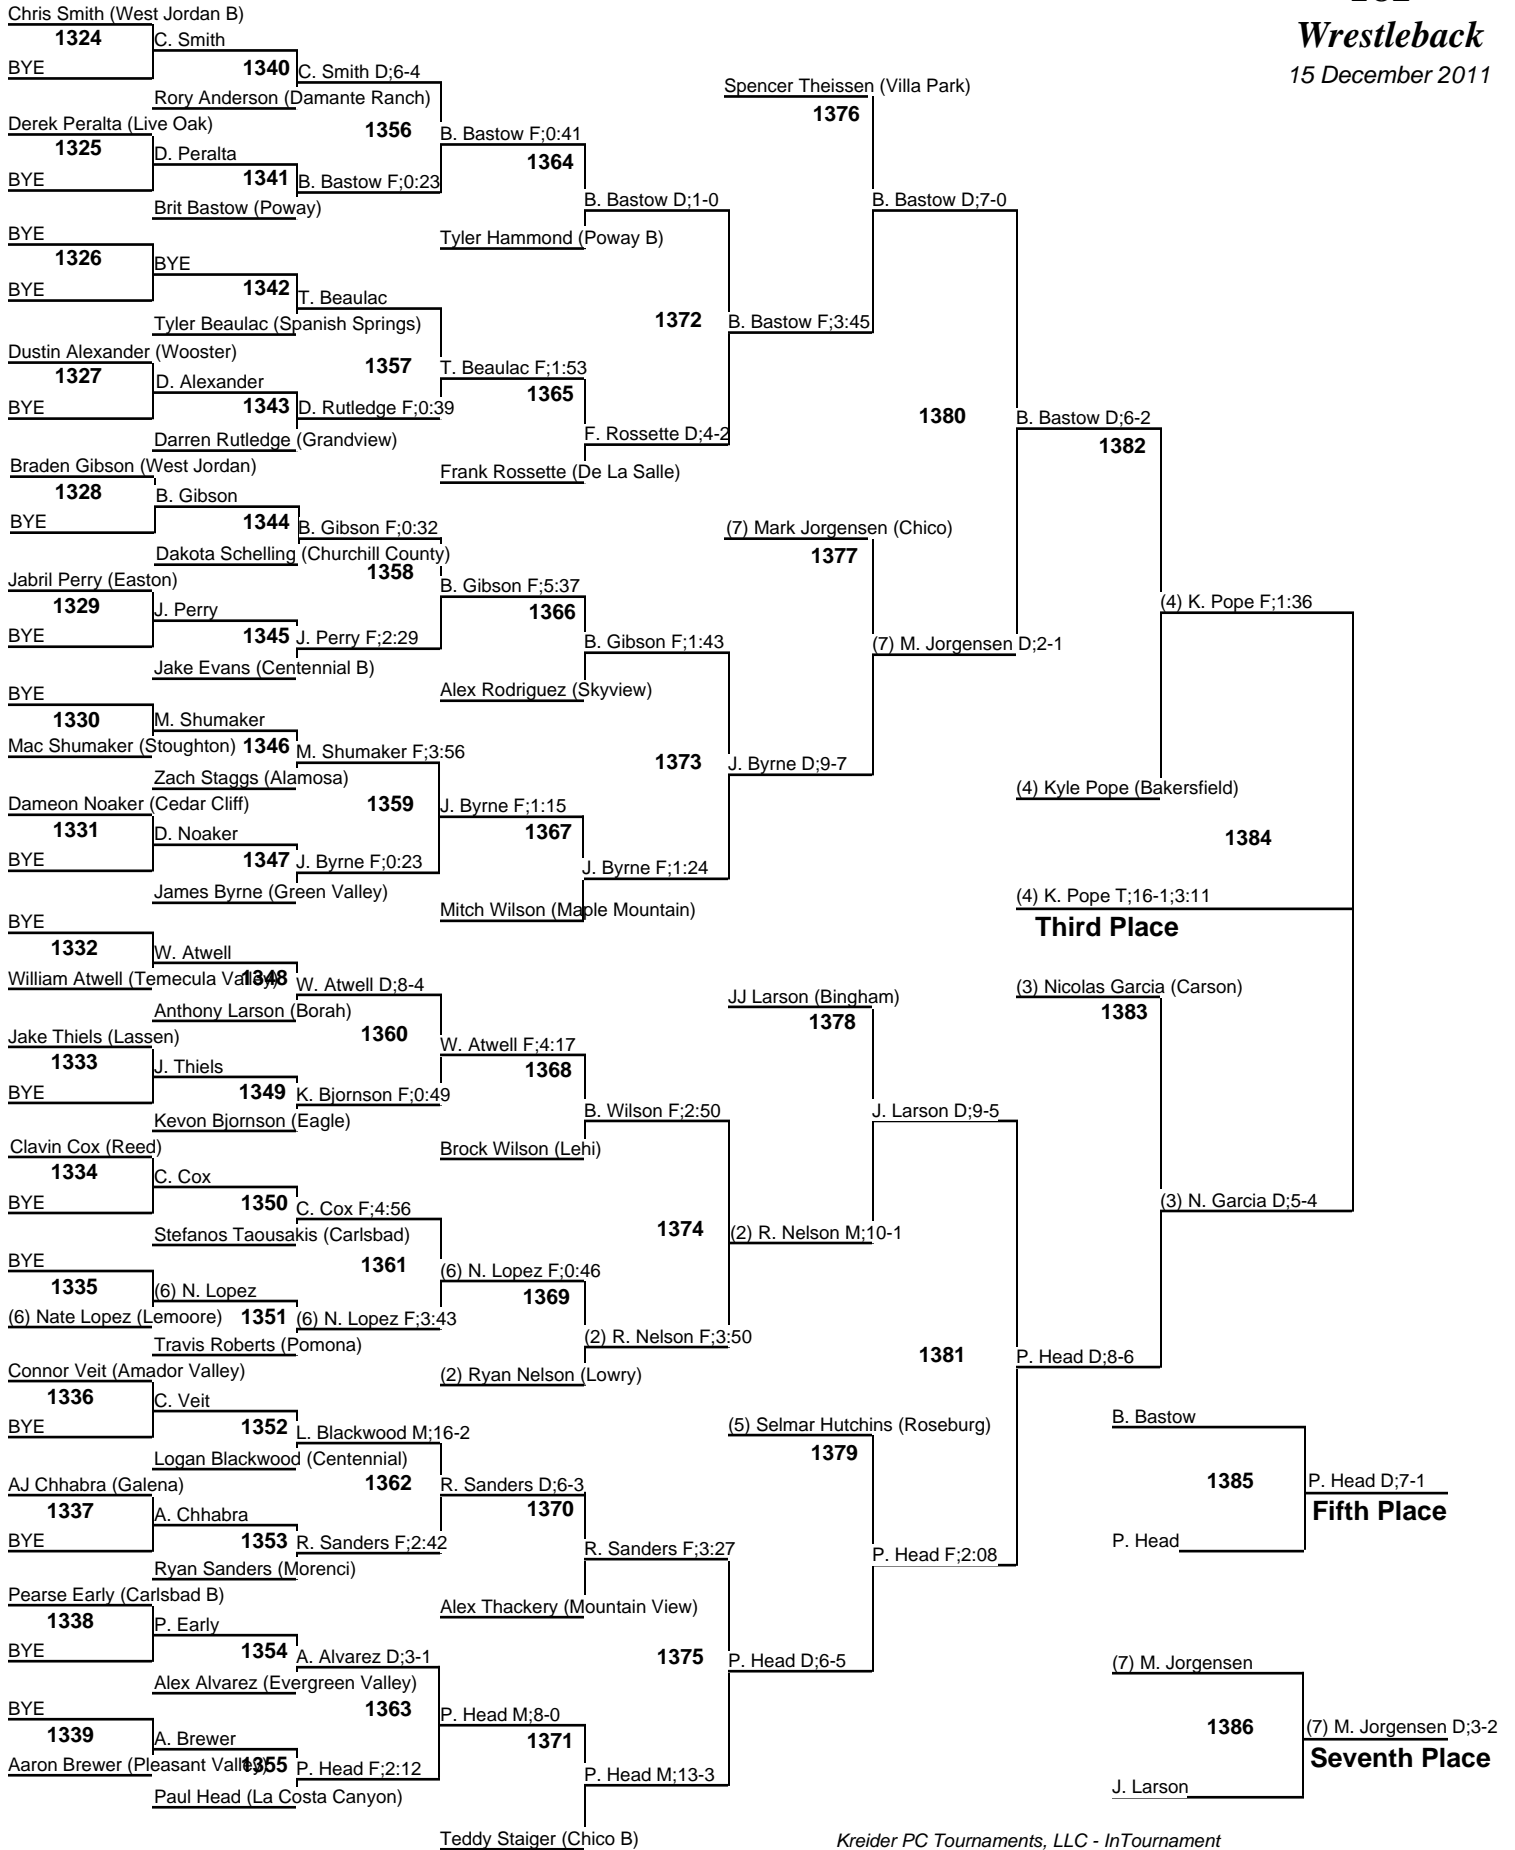 Wrestleback
15 December 2011
Chris Smith (West Jordan B)
1324
BYE
C. Smith
1340
Rory Anderson (Damante Ranch)
C. Smith D;6-4
Derek Peralta (Live Oak)
1325
BYE
D. Peralta
1341
Brit Bastow (Poway)
B. Bastow F;0:23
1356
B. Bastow F;0:41
1364
Tyler Hammond (Poway B)
B. Bastow D;1-0
BYE
1326
BYE
BYE
1342
Tyler Beaulac (Spanish Springs)
T. Beaulac
Dustin Alexander (Wooster)
1327
BYE
D. Alexander
1343
Darren Rutledge (Grandview)
D. Rutledge F;0:39
1357
T. Beaulac F;1:53
1365
Frank Rossette (De La Salle)
F. Rossette D;4-2
1372
B. Bastow F;3:45
Spencer Theissen (Villa Park)
1376
B. Bastow D;7-0
Braden Gibson (West Jordan)
1328
BYE
B. Gibson
1344
Dakota Schelling (Churchill County)
B. Gibson F;0:32
Jabril Perry (Easton)
1329
BYE
J. Perry
1345
Jake Evans (Centennial B)
J. Perry F;2:29
1358
B. Gibson F;5:37
1366
Alex Rodriguez (Skyview)
B. Gibson F;1:43
BYE
1330
Mac Shumaker (Stoughton)
M. Shumaker
1346
Zach Staggs (Alamosa)
M. Shumaker F;3:56
Dameon Noaker (Cedar Cliff)
1331
BYE
D. Noaker
1347
James Byrne (Green Valley)
J. Byrne F;0:23
1359
J. Byrne F;1:15
1367
Mitch Wilson (Maple Mountain)
J. Byrne F;1:24
1373
J. Byrne D;9-7
(7) Mark Jorgensen (Chico)
1377
(7) M. Jorgensen D;2-1
1380
B. Bastow D;6-2
1382
(4) Kyle Pope (Bakersfield)
(4) K. Pope F;1:36
1384
(4) K. Pope T;16-1;3:11
Third Place
BYE
1332
William Atwell (Temecula Valley)
W. Atwell
1348
Anthony Larson (Borah)
W. Atwell D;8-4
Jake Thiels (Lassen)
1333
BYE
J. Thiels
1349
Kevon Bjornson (Eagle)
K. Bjornson F;0:49
1360
W. Atwell F;4:17
1368
Brock Wilson (Lehi)
B. Wilson F;2:50
Clavin Cox (Reed)
1334
BYE
C. Cox
1350
Stefanos Taousakis (Carlsbad)
C. Cox F;4:56
BYE
1335
(6) Nate Lopez (Lemoore)
(6) N. Lopez
1351
Travis Roberts (Pomona)
(6) N. Lopez F;3:43
1361
(6) N. Lopez F;0:46
1369
(2) Ryan Nelson (Lowry)
(2) R. Nelson F;3:50
1374
(2) R. Nelson M;10-1
JJ Larson (Bingham)
1378
J. Larson D;9-5
Connor Veit (Amador Valley)
1336
BYE
C. Veit
1352
Logan Blackwood (Centennial)
L. Blackwood M;16-2
AJ Chhabra (Galena)
1337
BYE
A. Chhabra
1353
Ryan Sanders (Morenci)
R. Sanders F;2:42
1362
R. Sanders D;6-3
1370
Alex Thackery (Mountain View)
R. Sanders F;3:27
Pearse Early (Carlsbad B)
1338
BYE
P. Early
1354
Alex Alvarez (Evergreen Valley)
A. Alvarez D;3-1
BYE
1339
Aaron Brewer (Pleasant Valley)
A. Brewer
1355
Paul Head (La Costa Canyon)
P. Head F;2:12
1363
P. Head M;8-0
1371
Teddy Staiger (Chico B)
P. Head M;13-3
1375
P. Head D;6-5
(5) Selmar Hutchins (Roseburg)
1379
P. Head F;2:08
1381
P. Head D;8-6
(3) Nicolas Garcia (Carson)
1383
(3) N. Garcia D;5-4
B. Bastow
1385
P. Head
P. Head D;7-1
Fifth Place
(7) M. Jorgensen
1386
J. Larson
(7) M. Jorgensen D;3-2
Seventh Place
Kreider PC Tournaments, LLC - InTournament